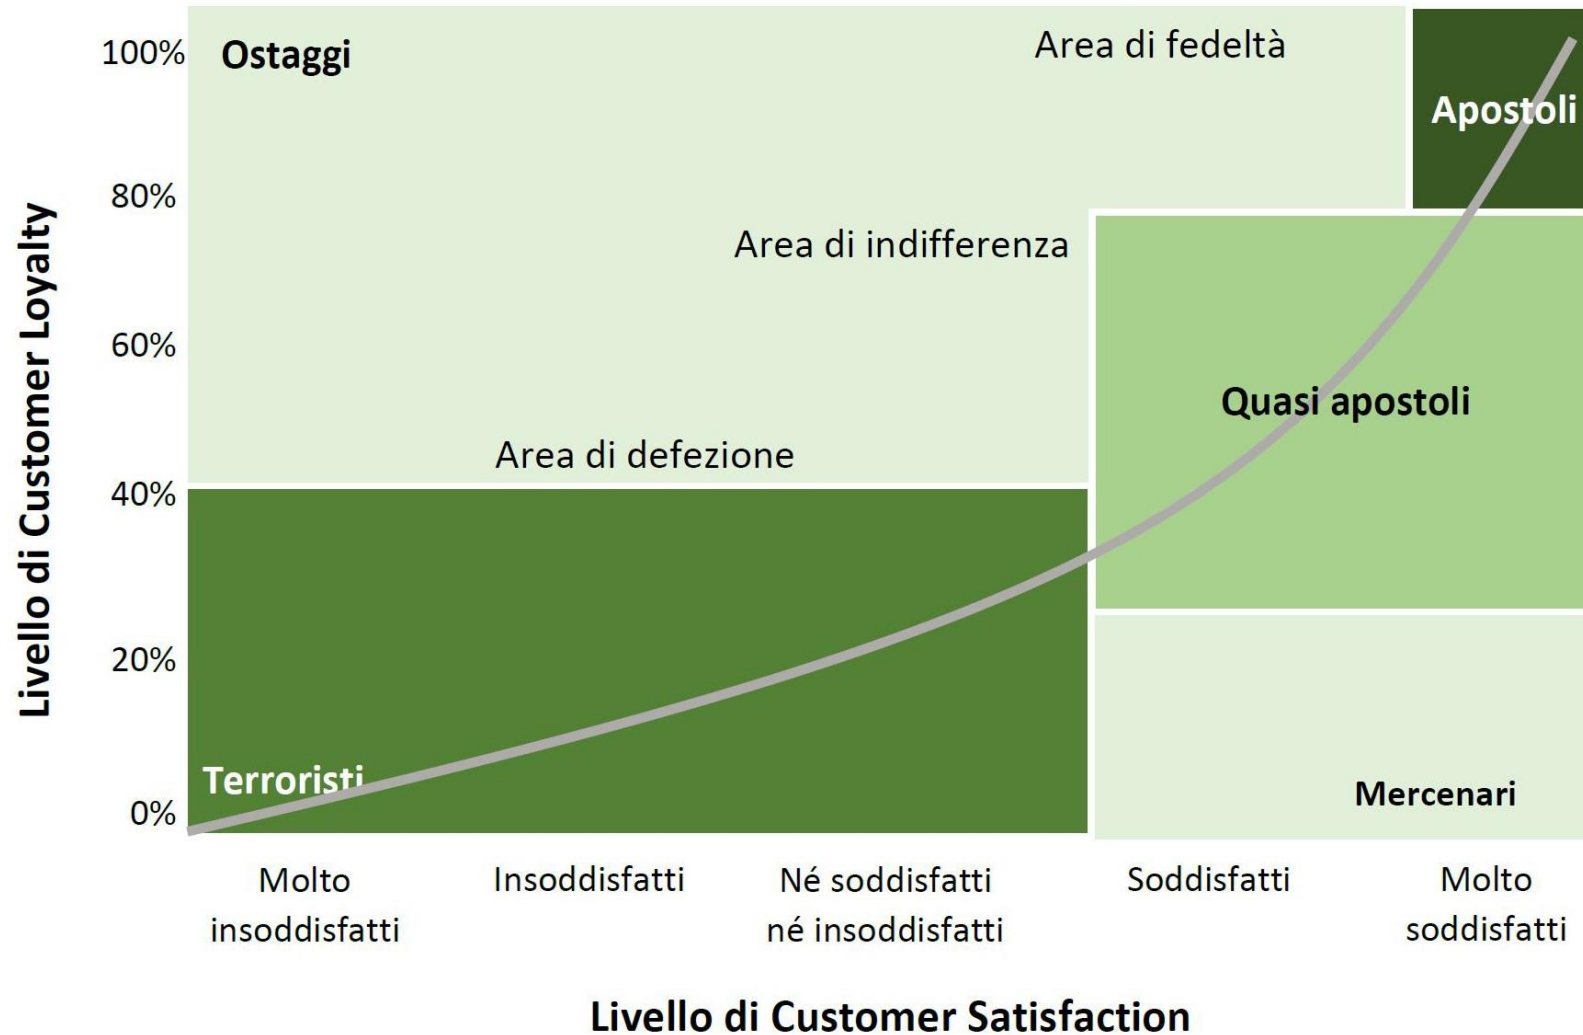 100%
Ostaggi
Area di fedeltà
Apostoli
80%
Area di indifferenza
60%
Quasi apostoli
Area di defezione
40%
20%
Terroristi
Mercenari
0%
Livello di Customer Loyalty
Molto
insoddisfatti
Insoddisfatti
Né soddisfatti
né insoddisfatti
Soddisfatti
Molto
soddisfatti
Livello di Customer Satisfaction